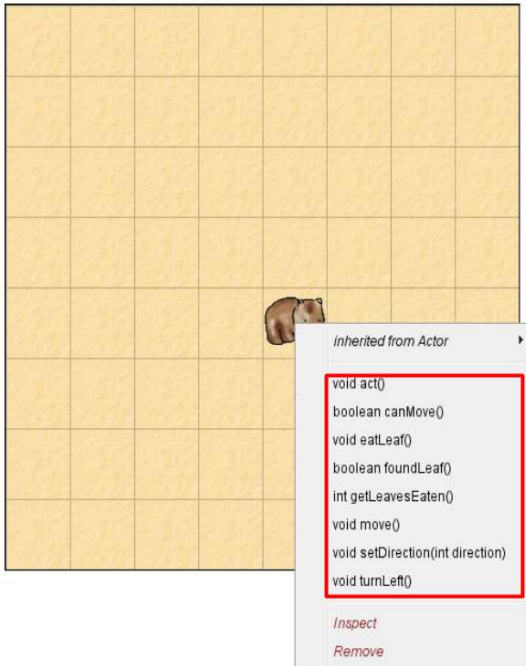 inherited from Actor
void act()
boolean canMove()
void eatLeaf()
boolean foundLeaf()
int getLeavesEaten()
void move()
void setDirection(int direction)
void turnLeft()
Inspect
Remove